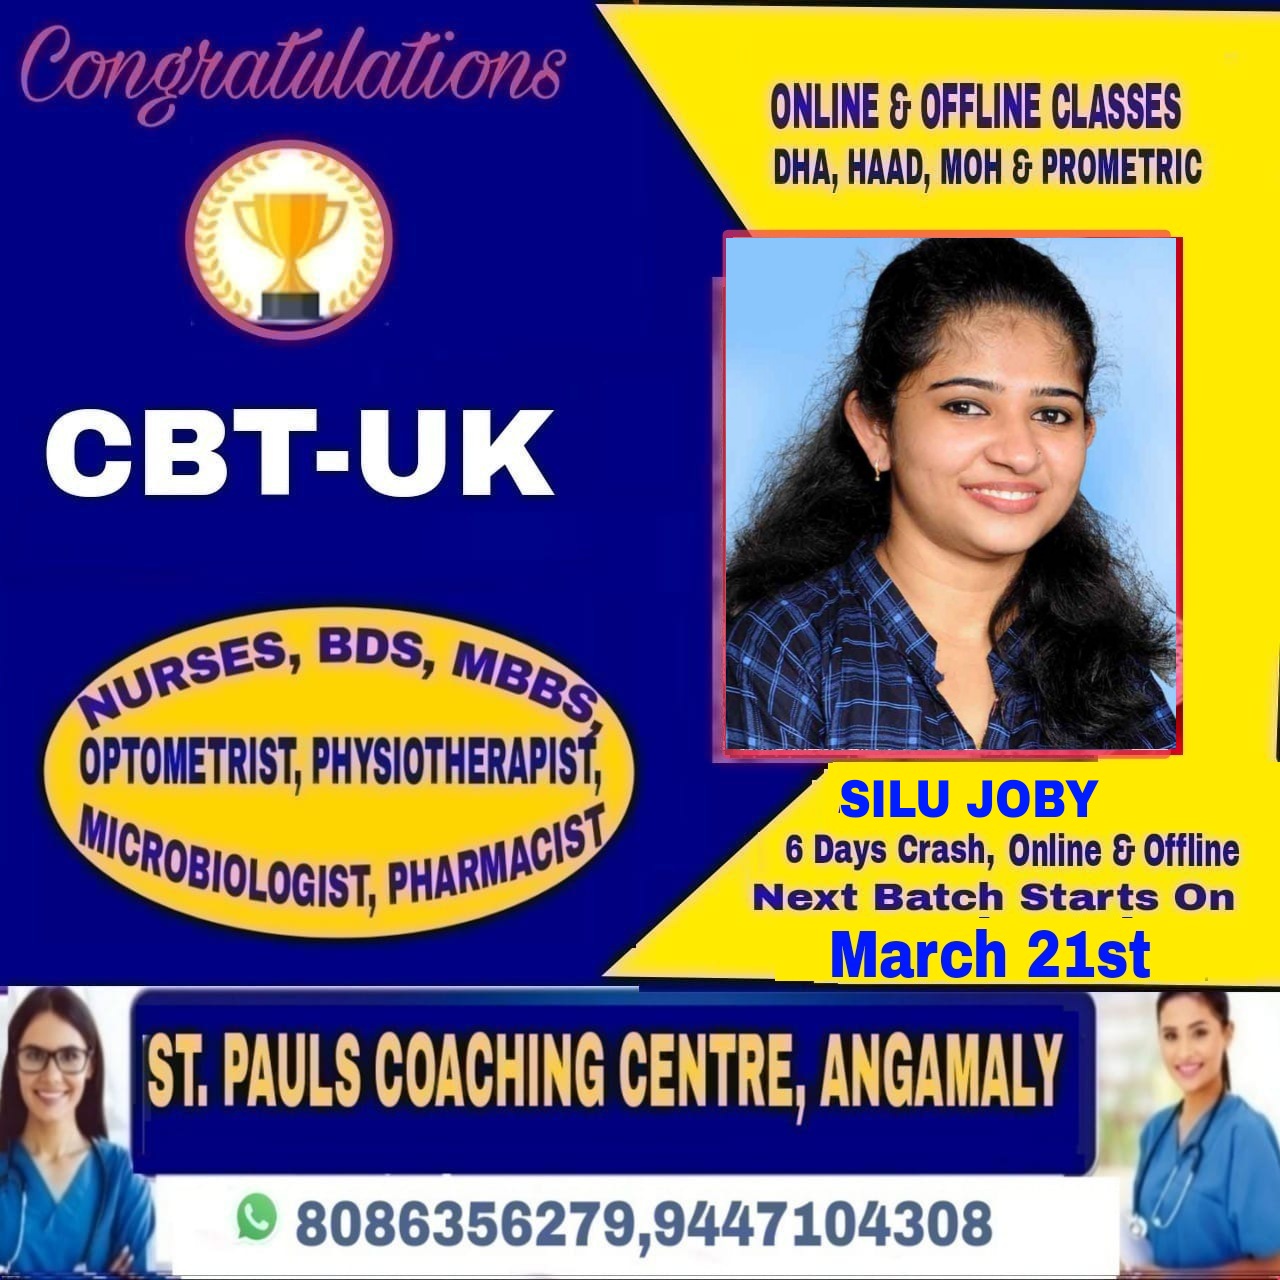 Congratulations
ONLINE & OFFLINE CLASSES
DHA, HAAD, MOH & PROMETRIC
CBT-UK
NURSES, BDS, MBBS,
OPTOMETRIST, PHYSIOTHERAPIST,
MICROBIOLOGIST, PHARMACIST
SILU JOBY
6 Days Crash, Online & Offline
Next Batch Starts On
March 21st
ST. PAULS COACHING CENTRE, ANGAMALY
8086356279,9447104308